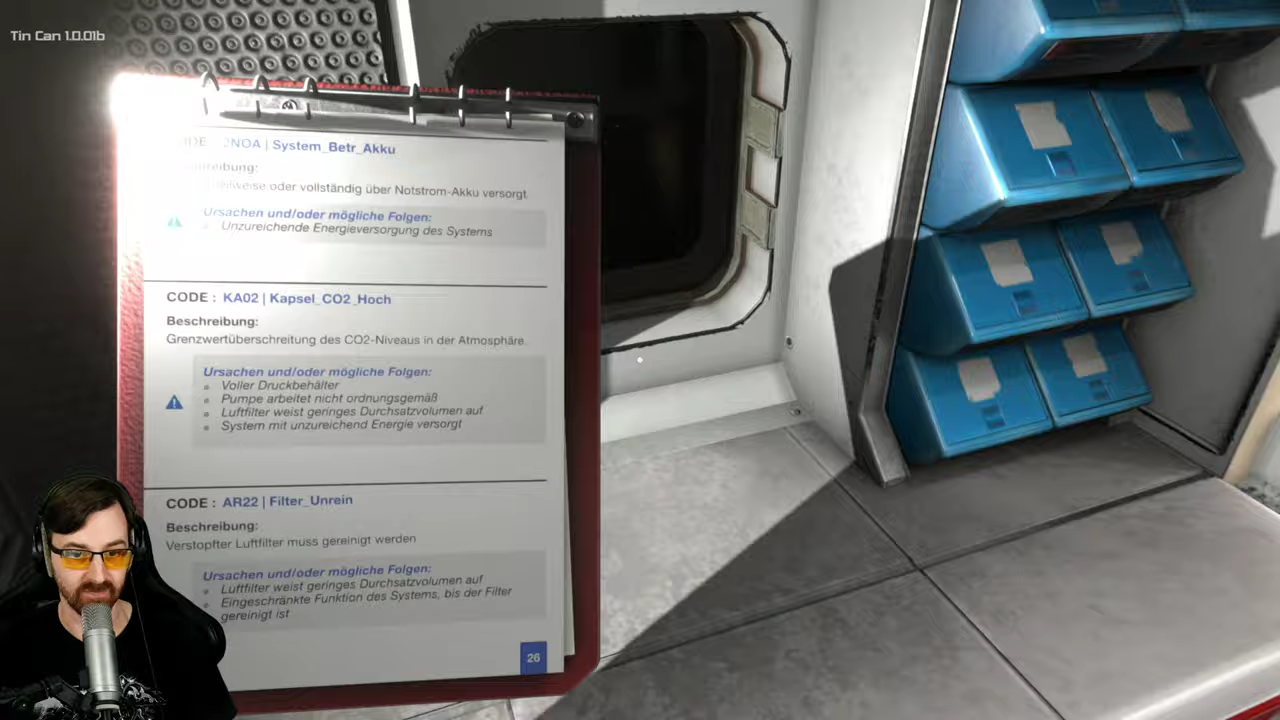 Tin Can 1.0.01b
2NOA | System_Betr_Akku
oder vollständig über Notstrom-Akku versorgt
Ursachen und/oder mögliche Folgen:
Unzureichende Energieversorgung des Systems
CODE : KA02 | Kapsel_CO2_Hoch
Beschreibung:
Grenzwertüberschreitung des CO2-Niveaus in der Atmosphäre.
Ursachen und/oder mögliche Folgen:
Voller Druckbehälter
Pumpe arbeitet nicht ordnungsgemäß
Luftfilter weist geringes Durchsatzvolumen auf
System mit unzureichend Energie versorgt
CODE : AR22 | Filter_Unrein
Beschreibung:
Verstopfter Luftfilter muss gereinigt werden
Ursachen und/oder mögliche Folgen:
Luftfilter weist geringes Durchsatzvolumen auf
Eingeschränkte Funktion des Systems, bis der Filter
gereinigt ist
26